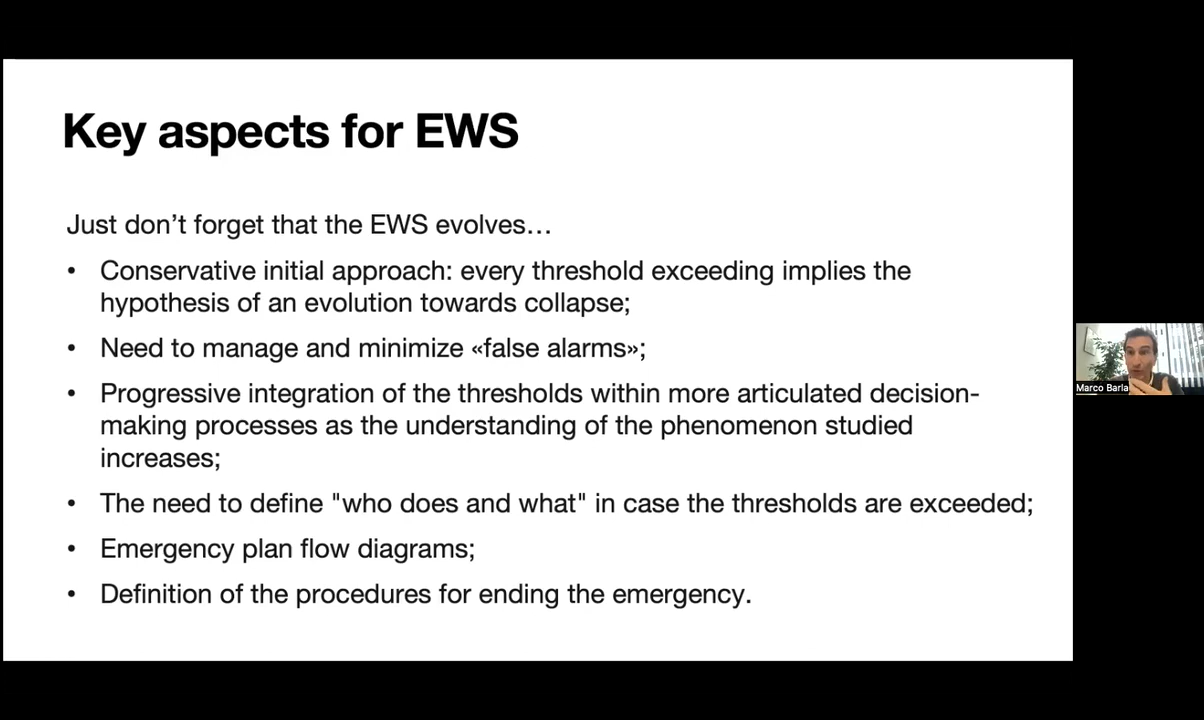 Key aspects for EWS
Just don't forget that the EWS evolves…
• Conservative initial approach: every threshold exceeding implies the
hypothesis of an evolution towards collapse;
• Need to manage and minimize «false alarms»;
• Progressive integration of the thresholds within more articulated decision-
making processes as the understanding of the phenomenon studied
increases;
• The need to define "who does and what" in case the thresholds are exceeded;
• Emergency plan flow diagrams;
• Definition of the procedures for ending the emergency.
Marco Barla